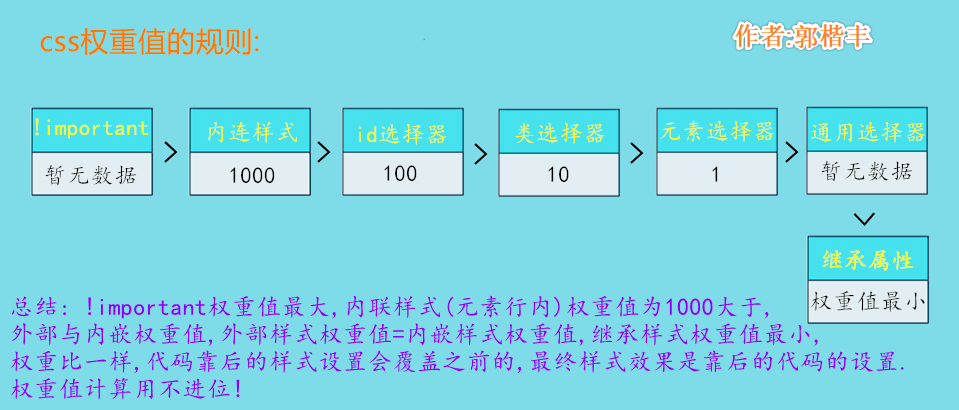 css权重值的规则:
作者:郭楷丰
!important > 内连样式 > id选择器 > 类选择器 > 元素选择器 > 通用选择器
暂无数据 1000 100 10 1 暂无数据
继承属性
权重值最小
总结: !important权重值最大,内联样式(元素行内)权重值为1000大于,
外部与内嵌权重值,外部样式权重值=内嵌样式权重值,继承样式权重值最小,
权重比一样,代码靠后的样式设置会覆盖之前的,最终样式效果是靠后的代码的设置.
权重值计算用不进位!